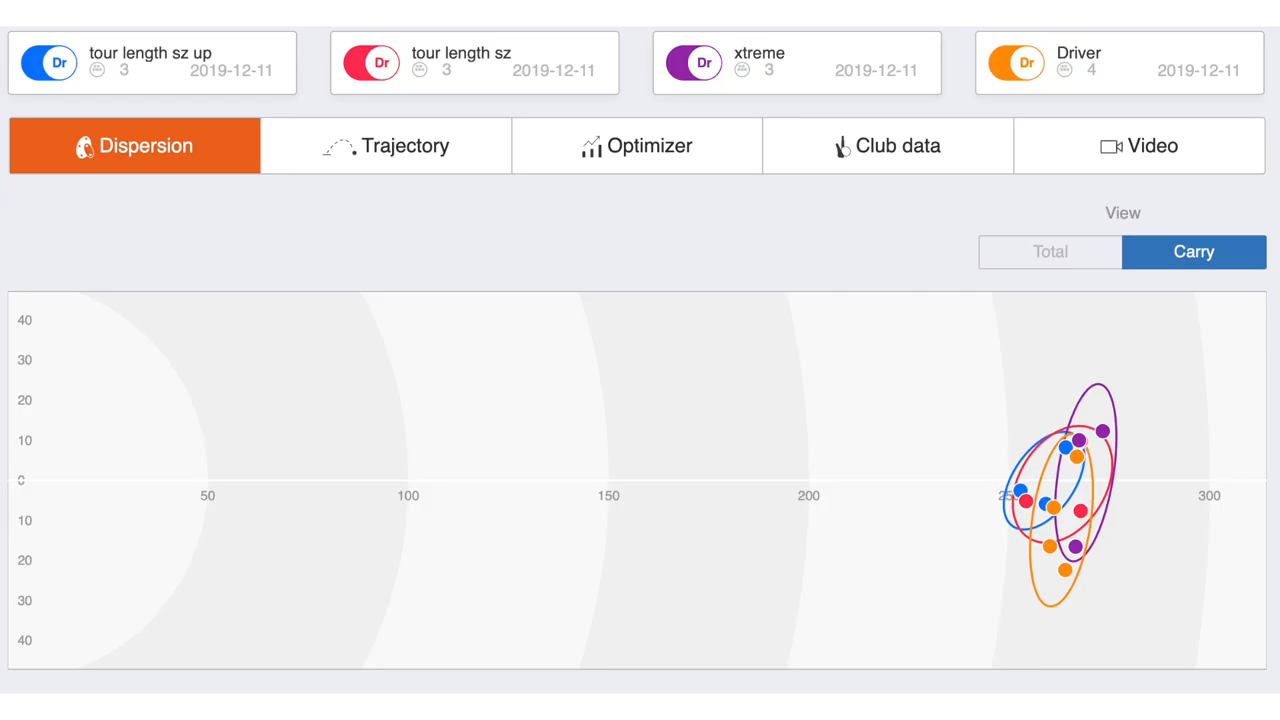 tour length sz up
Dr
3
2019-12-11
tour length sz
Dr
3
2019-12-11
xtreme
Dr
3
2019-12-11
Driver
Dr
4
2019-12-11
Dispersion
Trajectory
Optimizer
Club data
Video
View
Total
Carry
40
30
20
10
0
50
100
150
200
300
10
20
30
40